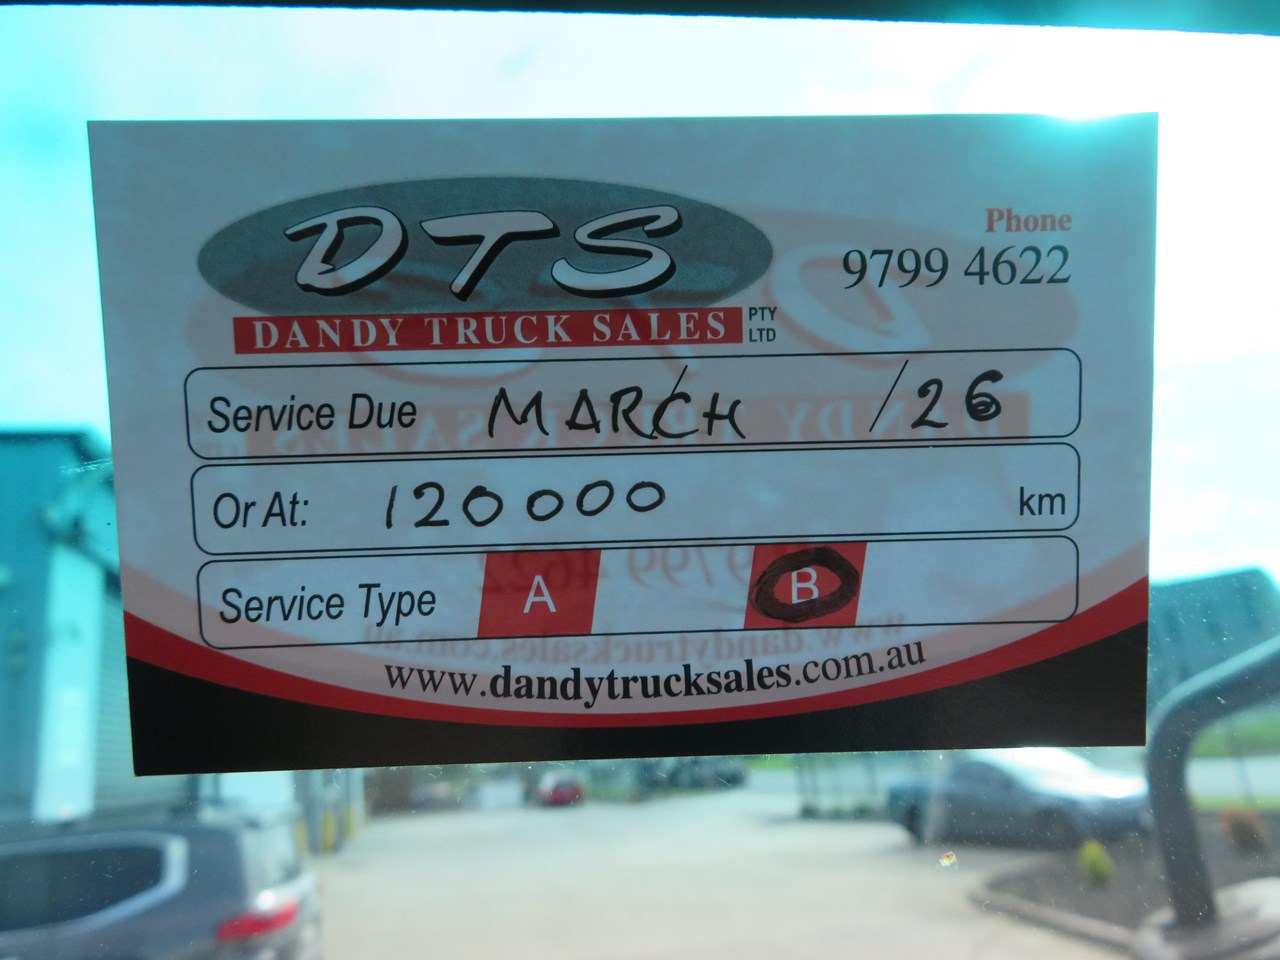 DTS
DANDY TRUCK SALES PTY LTD
Phone
9799 4622
Service Due MARCH /26
Or At: 120000 km
Service Type A B
www.dandytrucksales.com.au